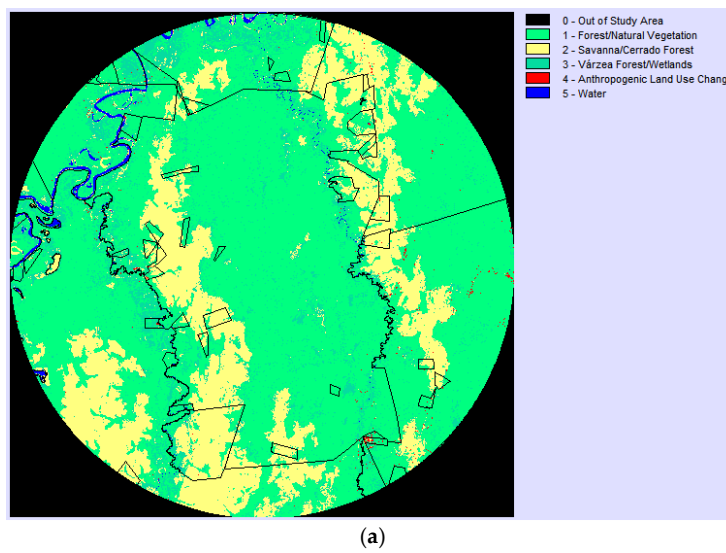 0 - Out of Study Area
1 - Forest/Natural Vegetation
2 - Savanna/Cerrado Forest
3 - Várzea Forest/Wetlands
4 - Anthropogenic Land Use Chang
5 - Water
(a)